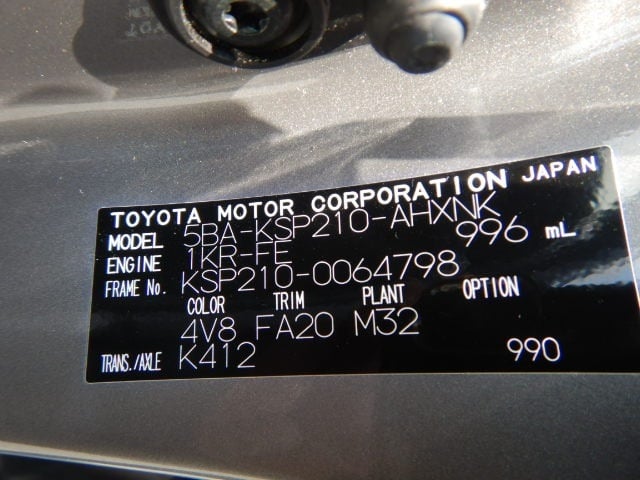 TOYOTA MOTOR CORPORATION JAPAN
MODEL 5BA-KSP210-AHXNK
ENGINE 1KR-FE 996 mL
FRAME No. KSP210-0064798
COLOR TRIM PLANT OPTION
4V8 FA20 M32
TRANS./AXLE K412 990